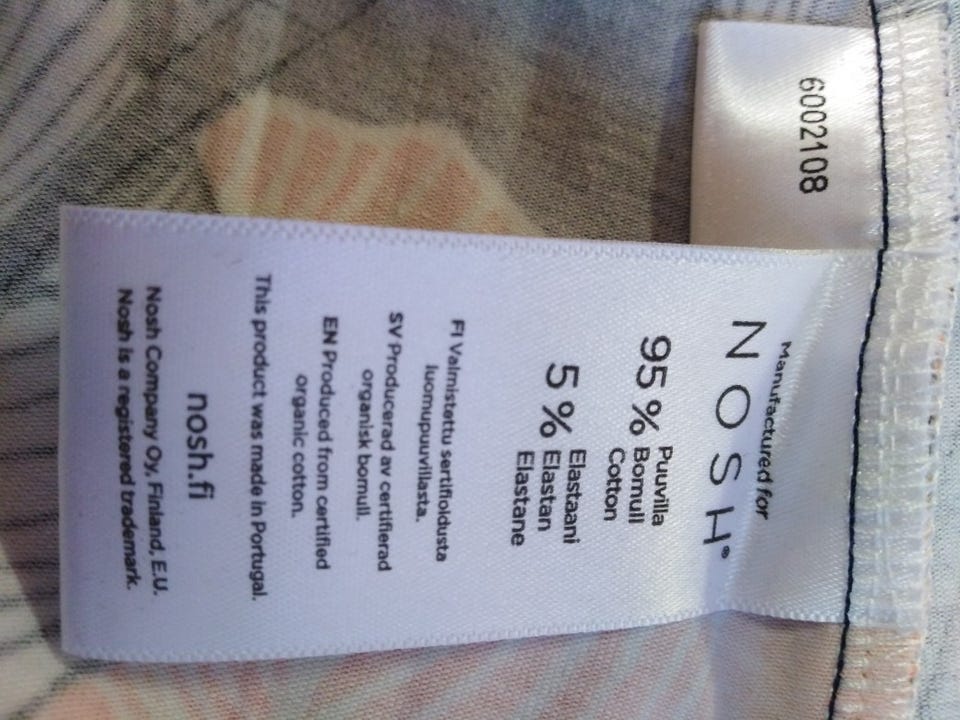 6002108
Manufactured for
NOSH®
95 % Puuvilla
Bomull
Cotton
5 % Elastaani
Elastan
Elastane
FI Valmistettu sertifioidusta
luomupuuvillasta.
SV Producerad av certifierad
organisk bomull.
EN Produced from certified
organic cotton.
This product was made in Portugal.
nosh.fi
Nosh Company Oy, Finland, E.U.
Nosh is a registered trademark.